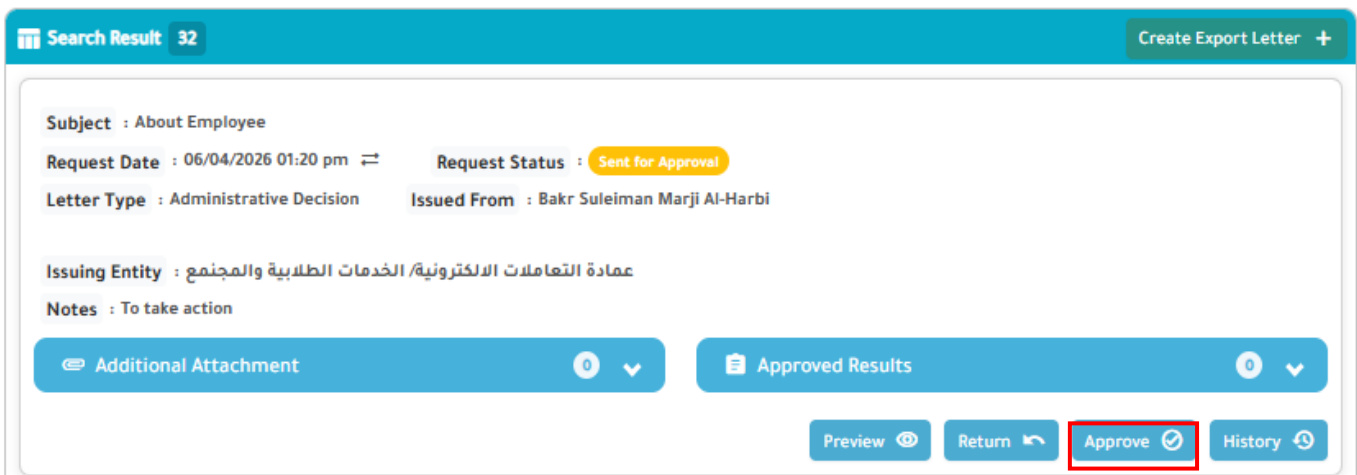 Search Result 32 Create Export Letter +
Subject : About Employee
Request Date : 06/04/2026 01:20 pm Request Status : Sent for Approval
Letter Type : Administrative Decision Issued From : Bakr Suleiman Marji Al-Harbi
Issuing Entity : عمادة التعاملات الالكترونية/ الخدمات الطلابية والمجتمع
Notes : To take action
Additional Attachment 0 Approved Results 0
Preview Return Approve History